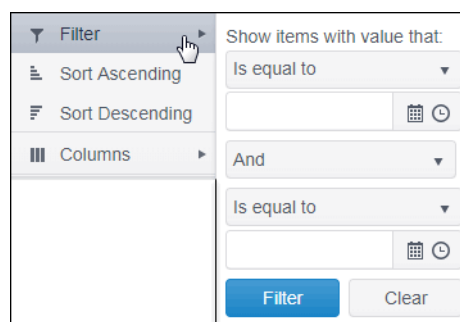 Filter
Sort Ascending
Sort Descending
Columns
Show items with value that:
Is equal to
And
Is equal to
Filter
Clear